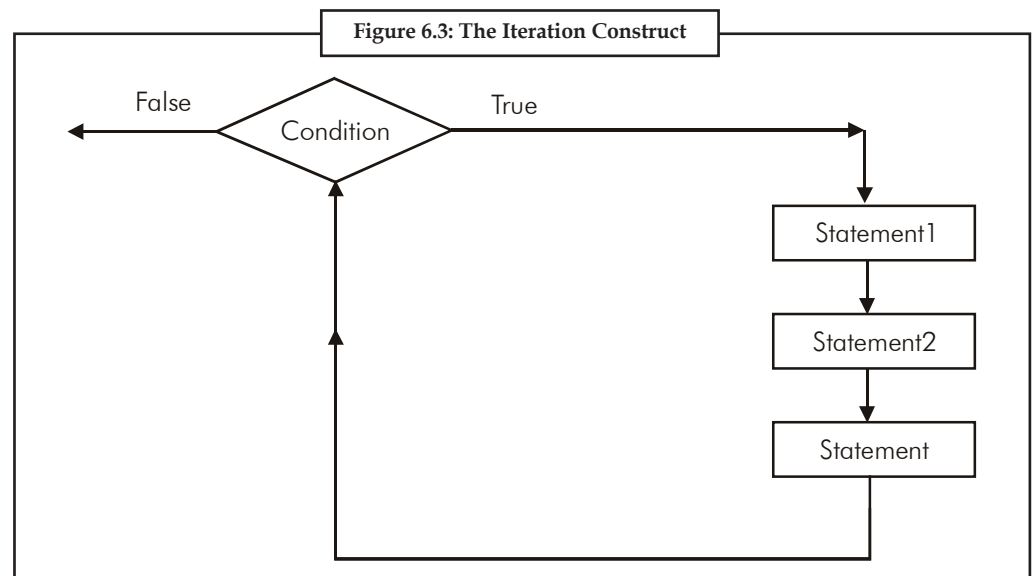 Figure 6.3: The Iteration Construct
False
True
Condition
Statement1
Statement2
Statement